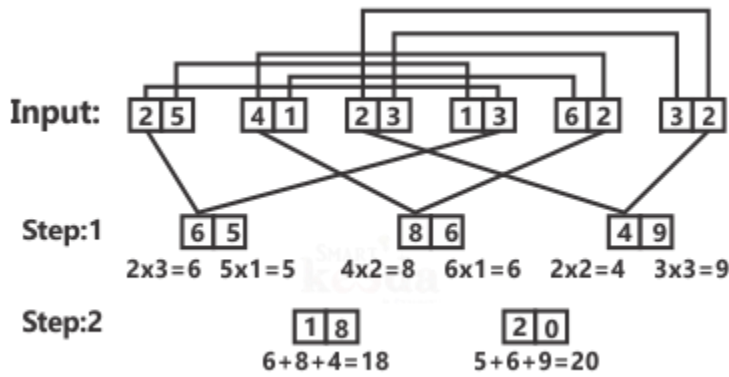 Input: 2 5 4 1 2 3 1 3 6 2 3 2
Step:1 6 5 8 6 4 9
2x3=6 5x1=5 4x2=8 6x1=6 2x2=4 3x3=9
Step:2 1 8 2 0
6+8+4=18 5+6+9=20